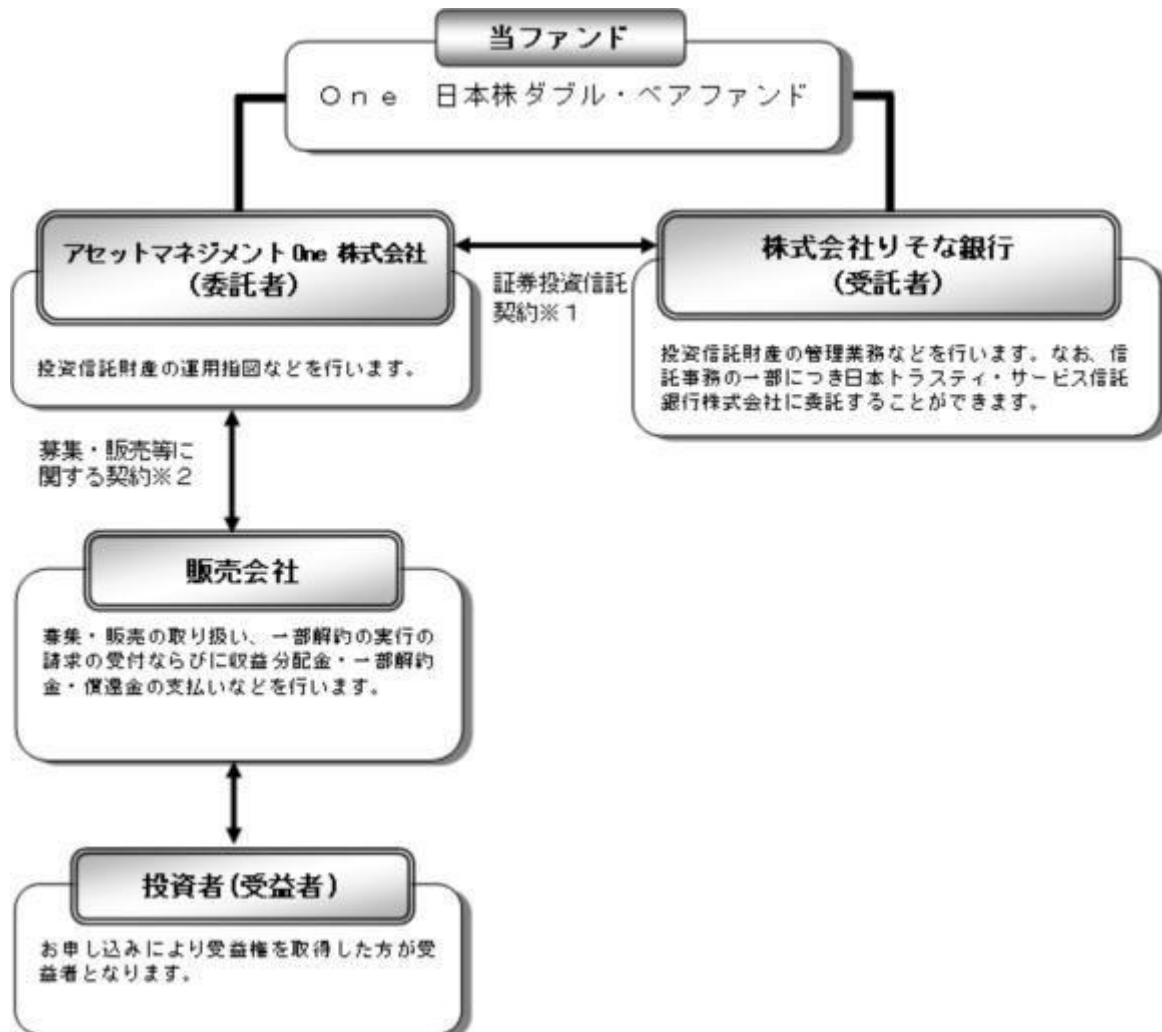 当ファンド
Ｏｎｅ　日本株ダブル・ベアファンド
アセットマネジメントOne 株式会社
(委託者)
株式会社りそな銀行
(受託者)
証券投資信託
契約※１
投資信託財産の運用指図などを行います。
投資信託財産の管理業務などを行います。なお、信
託事務の一部につき日本トラスティ・サービス信託
銀行株式会社に委託することができます。
募集・販売等に
関する契約※２
販売会社
募集・販売の取り扱い、一部解約の実行の
請求の受付ならびに収益分配金・一部解約
金・償還金の支払いなどを行います。
投資者(受益者)
お申し込みにより受益権を取得した方が受
益者となります。